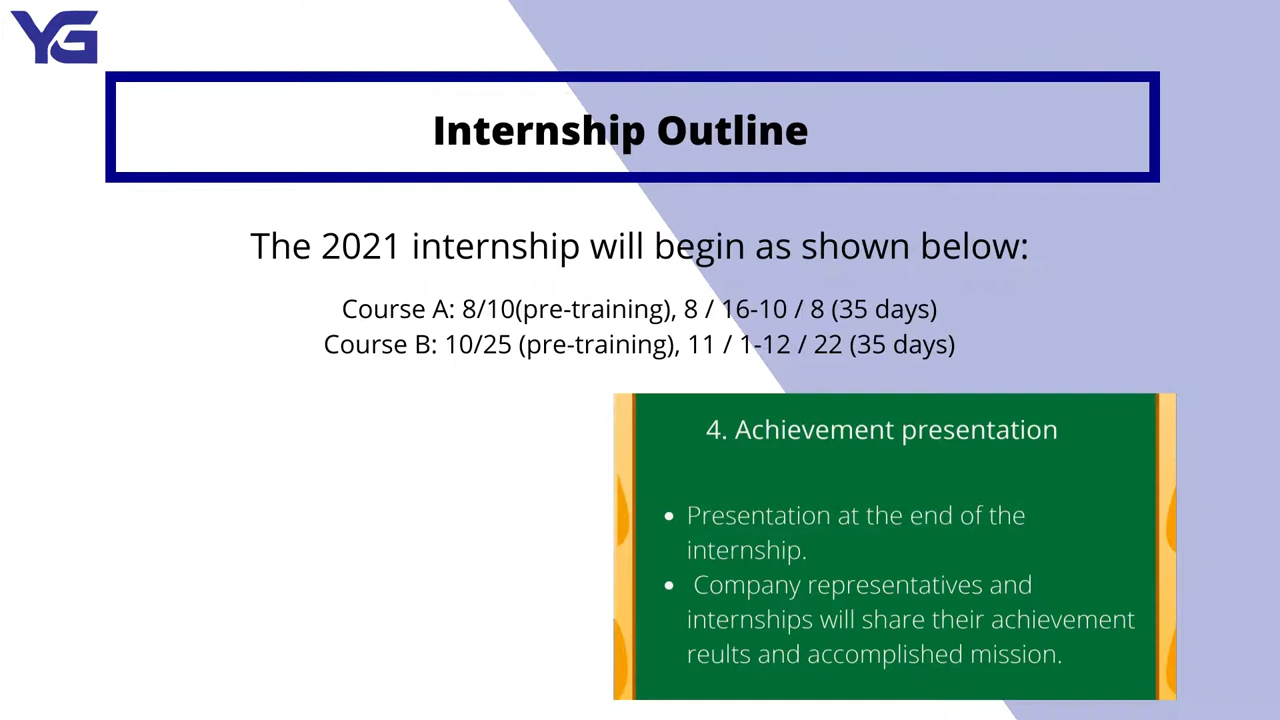 YG
Internship Outline
The 2021 internship will begin as shown below:
Course A: 8/10(pre-training), 8 / 16-10 / 8 (35 days)
Course B: 10/25 (pre-training), 11 / 1-12 / 22 (35 days)
4. Achievement presentation
• Presentation at the end of the
internship.
• Company representatives and
internships will share their achievement
reults and accomplished mission.